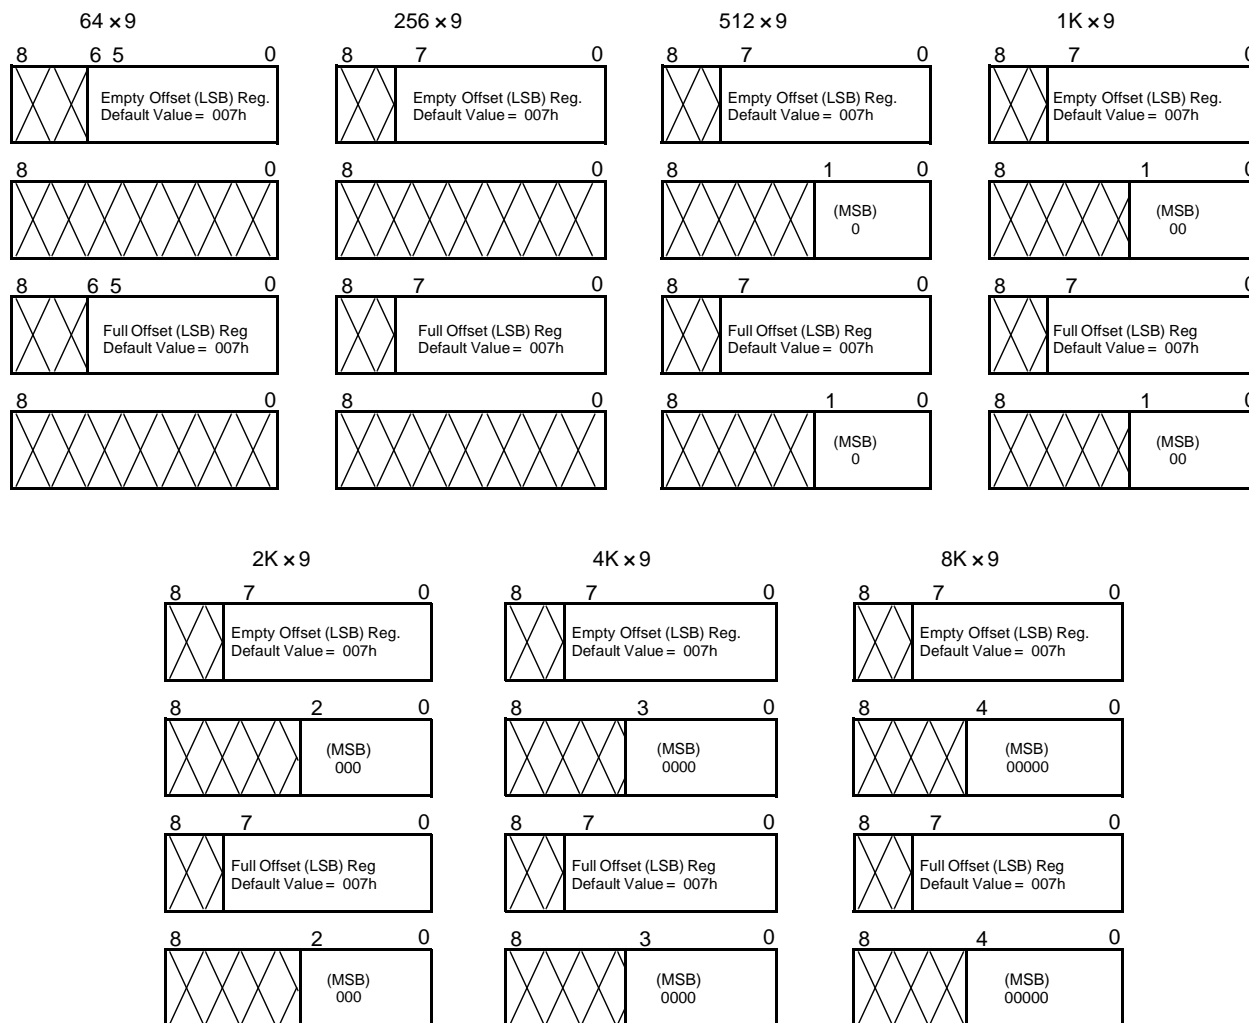 64 × 9 256 × 9 512 × 9 1K × 9
8 6 5 0 8 7 0 8 7 0 8 7 0
Empty Offset (LSB) Reg. Empty Offset (LSB) Reg. Empty Offset (LSB) Reg. Empty Offset (LSB) Reg.
Default Value = 007h Default Value = 007h Default Value = 007h Default Value = 007h
8 0 8 0 8 1 0 8 1 0
(MSB) (MSB)
0 00
8 6 5 0 8 7 0 8 7 0 8 7 0
Full Offset (LSB) Reg Full Offset (LSB) Reg Full Offset (LSB) Reg Full Offset (LSB) Reg
Default Value = 007h Default Value = 007h Default Value = 007h Default Value = 007h
8 0 8 0 8 1 0 8 1 0
(MSB) (MSB)
0 00
2K × 9 4K × 9 8K × 9
8 7 0 8 7 0 8 7 0
Empty Offset (LSB) Reg. Empty Offset (LSB) Reg. Empty Offset (LSB) Reg.
Default Value = 007h Default Value = 007h Default Value = 007h
8 2 0 8 3 0 8 4 0
(MSB) (MSB) (MSB)
000 0000 00000
8 7 0 8 7 0 8 7 0
Full Offset (LSB) Reg Full Offset (LSB) Reg Full Offset (LSB) Reg
Default Value = 007h Default Value = 007h Default Value = 007h
8 2 0 8 3 0 8 4 0
(MSB) (MSB) (MSB)
000 0000 00000